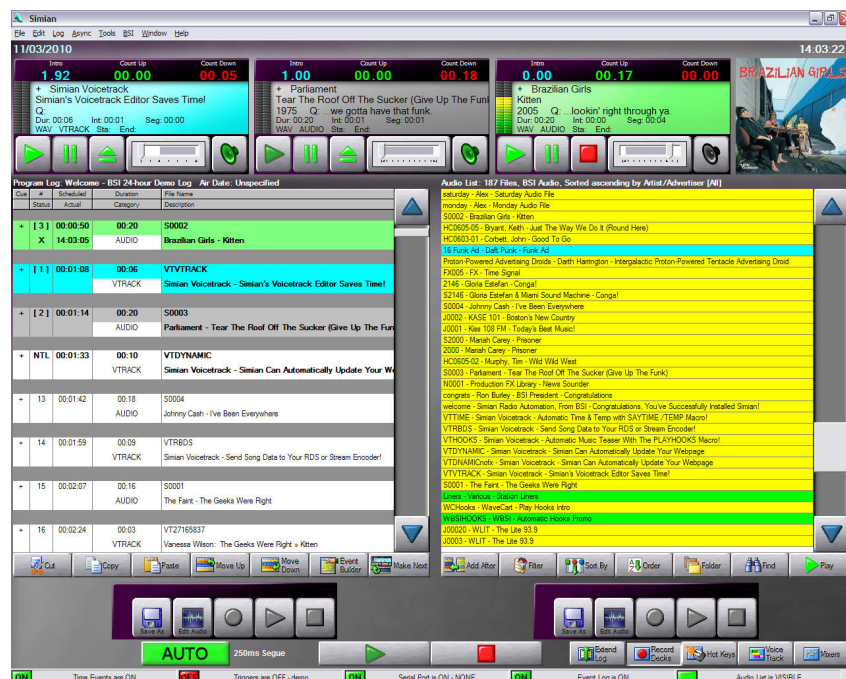 Simian
File Edit Log Async Tools BSI Window Help
11/03/2010
14:03:22
Intro Count Up Count Down
1.92 00.00 00.05
+ Simian Voicetrack
Simian's Voicetrack Editor Saves Time!
Q:
Dur: 00:06 Int: 00:01 Seg: 00:00
WAV VTRACK Sta: End:
Intro Count Up Count Down
1.00 00.00 00.18
+ Parliament
Tear The Roof Off The Sucker (Give Up The Funk
1975 Q: ...we gotta have that funk.
Dur: 00:20 Int: 00:01 Seg: 00:01
WAV AUDIO Sta: End:
Intro Count Up Count Down
0.00 00.17 00.00
+ Brazilian Girls
Kitten
2005 Q: ...lookin' right through ya.
Dur: 00:20 Int: 00:00 Seg: 00:04
WAV AUDIO Sta: End:
BRAZILIAN GIRLS
Program Log: Welcome - BSI 24-hour Demo Log Air Date: Unspecified
Cue # Scheduled Duration File Name
Status Actual Category Description
+ [ 3 ] 00:00:50 00:20 S0002
X 14:03:05 AUDIO Brazilian Girls - Kitten
+ [ 1 ] 00:01:08 00:06 VTVTRACK
VTRACK Simian Voicetrack - Simian's Voicetrack Editor Saves Time!
+ [ 2 ] 00:01:14 00:20 S0003
AUDIO Parliament - Tear The Roof Off The Sucker (Give Up The Fun
+ NTL 00:01:33 00:10 VTDYNAMIC
VTRACK Simian Voicetrack - Simian Can Automatically Update Your W
+ 13 00:01:42 00:18 S0004
AUDIO Johnny Cash - I've Been Everywhere
+ 14 00:01:59 00:09 VTRBDS
VTRACK Simian Voicetrack - Send Song Data to Your RDS or Stream Encoder!
+ 15 00:02:07 00:16 S0001
AUDIO The Faint - The Geeks Were Right
+ 16 00:02:24 00:03 VT27165837
VTRACK Vanessa Wilson: The Geeks Were Right » Kitten
Cut Copy Paste Move Up Move Down Event Builder Make Next
Audio List: 187 Files, BSI Audio, Sorted ascending by Artist/Advertiser [All]
saturday - Alex - Saturday Audio File
monday - Alex - Monday Audio File
S0002 - Brazilian Girls - Kitten
HC0605-05 - Bryant, Keith - Just The Way We Do It (Round Here)
HC0603-01 - Corbett, John - Good To Go
16 Funk Ad - Daft Punk - Funk Ad
Proton-Powered Advertising Droids - Darth Harrington - Intergalactic Proton-Powered Tentacle Advertising Droid
FX005 - FX - Time Signal
2146 - Gloria Estefan - Conga!
S2146 - Gloria Estefan & Miami Sound Machine - Conga!
S0004 - Johnny Cash - I've Been Everywhere
J0002 - KASE 101 - Boston's New Country
J0001 - Kiss 108 FM - Today's Best Music!
S2000 - Mariah Carey - Prisoner
2000 - Mariah Carey - Prisoner
HC0605-02 - Murphy, Tim - Wild Wild West
S0003 - Parliament - Tear The Roof Off The Sucker (Give Up The Funk)
N0001 - Production FX Library - News Sounder
congrats - Ron Burley - BSI President - Congratulations
welcome - Simian Radio Automation, From BSI - Congratulations, You've Successfully Installed Simian!
VTTIME - Simian Voicetrack - Automatic Time & Temp with SAYTIME /TEMP Macro!
VTRBDS - Simian Voicetrack - Send Song Data to Your RDS or Stream Encoder!
VTHOOKS - Simian Voicetrack - Automatic Music Teaser With The PLAYHOOKS Macro!
VTDYNAMIC - Simian Voicetrack - Simian Can Automatically Update Your Webpage
VTDNAMICnofx - Simian Voicetrack - Simian Can Automatically Update Your Webpage
VTVTRACK - Simian Voicetrack - Simian's Voicetrack Editor Saves Time!
S0001 - The Faint - The Geeks Were Right
Liners - Various - Station Liners
WCHooks - WaveCart - Play Hooks Intro
WBSIHOOKS - WBSI - Automatic Hooks Promo
J00020 - WLIT - The Lite 93.9
J0003 - WLIT - The Lite 93.9
Add After Filter Sort By Order Folder Find Play
Save As Edit Audio
Save As Edit Audio
AUTO 250ms Segue
Extend Log Record Decks Hot Keys Voice Track Mixers
ON Time Events are ON OFF Triggers are OFF - demo ON Serial Port is ON - NONE ON Event Log is ON Audio List is VISIBLE